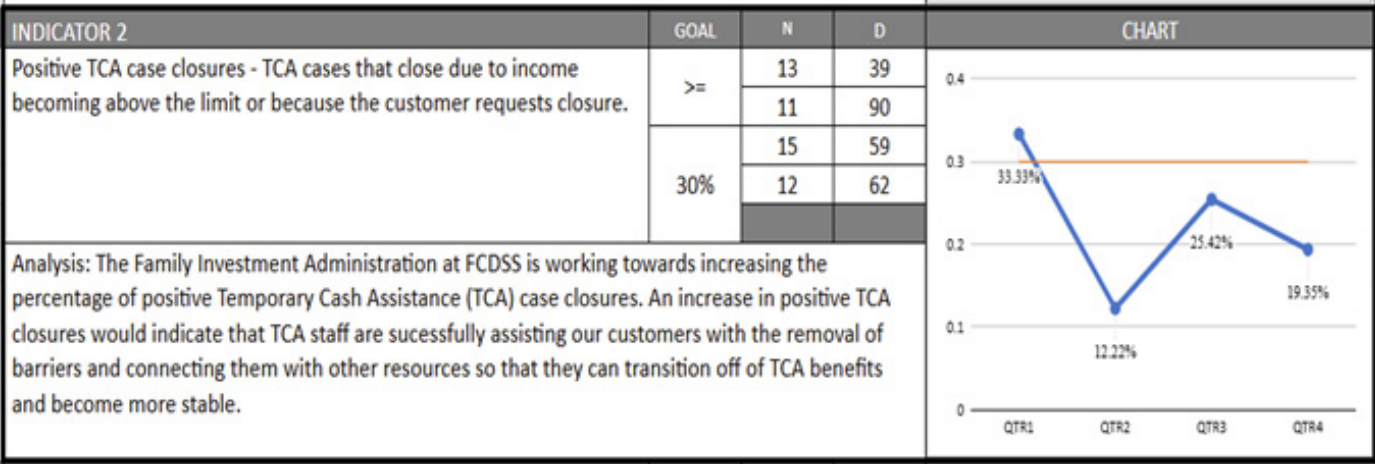 INDICATOR 2 GOAL N D CHART
Positive TCA case closures - TCA cases that close due to income
becoming above the limit or because the customer requests closure.
>=
30%
13 39
11 90
15 59
12 62
Analysis: The Family Investment Administration at FCDSS is working towards increasing the
percentage of positive Temporary Cash Assistance (TCA) case closures. An increase in positive TCA
closures would indicate that TCA staff are sucessfully assisting our customers with the removal of
barriers and connecting them with other resources so that they can transition off of TCA benefits
and become more stable.
0.4
0.3
33.33%
0.2
25.42%
19.35%
0.1
12.22%
0
QTR1 QTR2 QTR3 QTR4